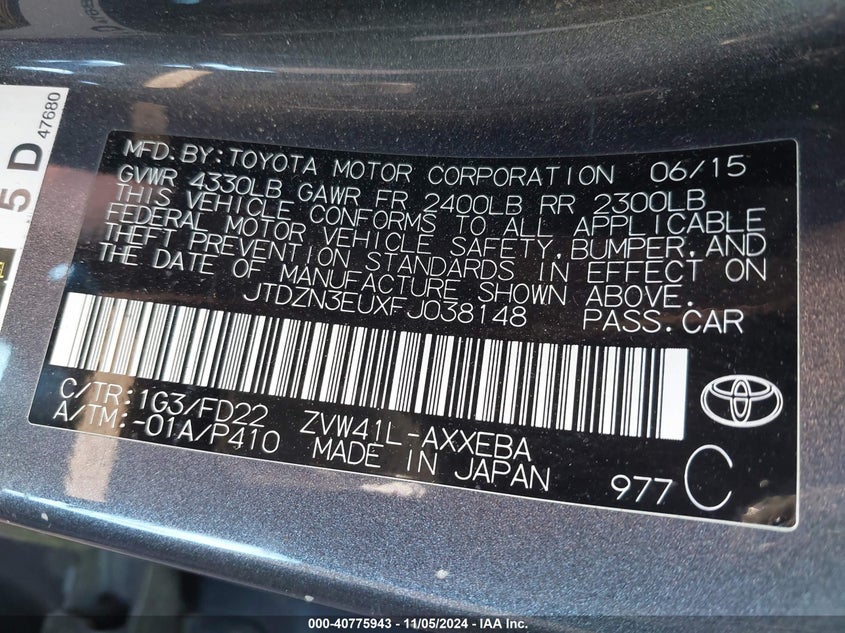 5 D 47680
MFD.BY:TOYOTA MOTOR CORPORATION 06/15
GVWR 4330LB GAWR FR 2400LB RR 2300LB
THIS VEHICLE CONFORMS TO ALL APPLICABLE
FEDERAL MOTOR VEHICLE SAFETY,BUMPER,AND
THEFT PREVENTION STANDARDS IN EFFECT ON
THE DATE OF MANUFACTURE SHOWN ABOVE.
JTDZN3EUXFJ038148 PASS.CAR
C/TR:1G3/FD22 ZVW41L-AXXEBA
A/TM:-01A/P410 MADE IN JAPAN
977 C
000-40775943 - 11/05/2024 - IAA Inc.